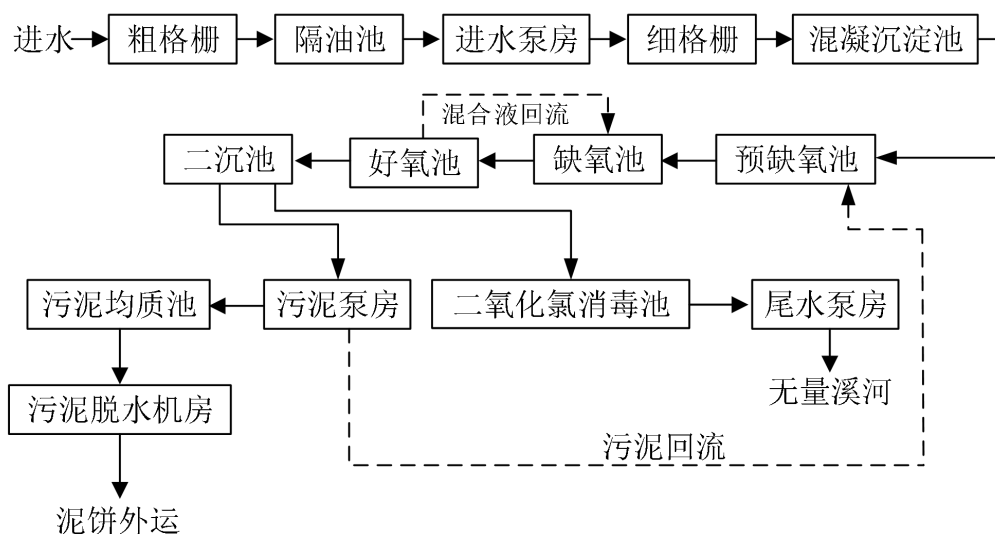 进水 粗格栅 隔油池 进水泵房 细格栅 混凝沉淀池
混合液回流
二沉池 好氧池 缺氧池 预缺氧池
污泥均质池 污泥泵房 二氧化氯消毒池 尾水泵房
无量溪河
污泥脱水机房
污泥回流
泥饼外运